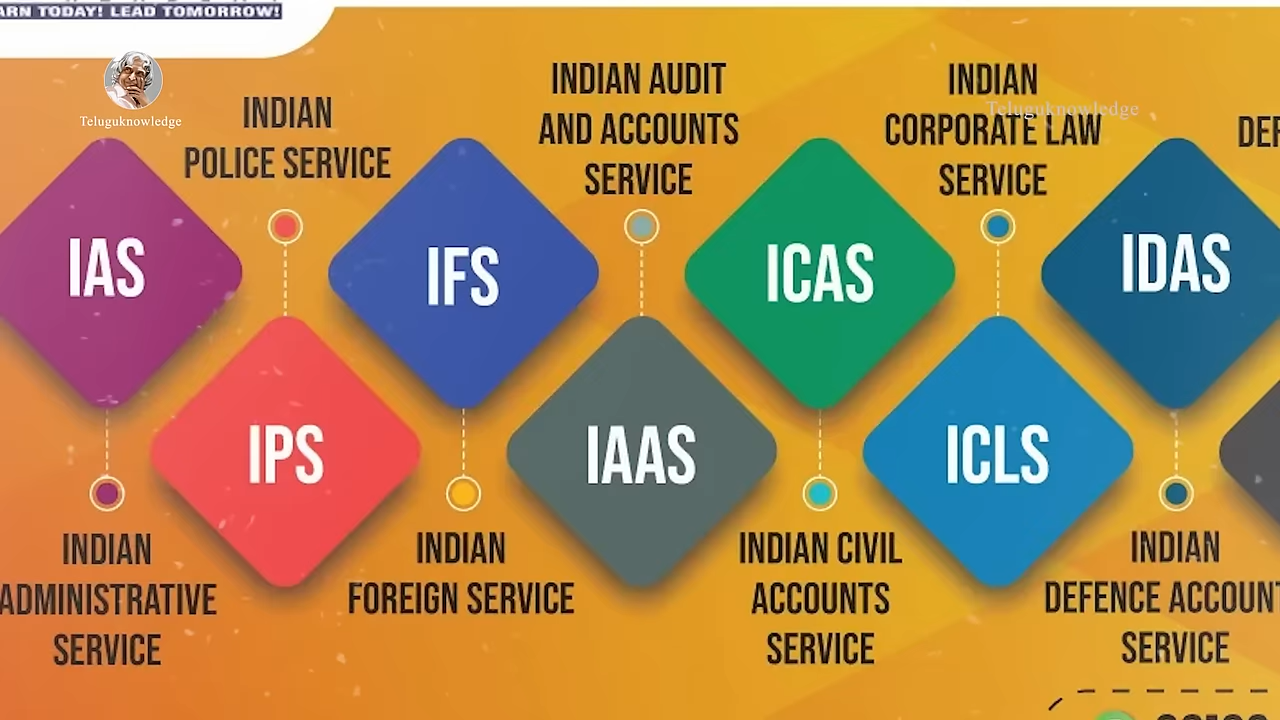 ARN TODAY! LEAD TOMORROW!
Teluguknowledge
Teluguknowledge
IAS
INDIAN
ADMINISTRATIVE
SERVICE
INDIAN
POLICE SERVICE
IPS
IFS
INDIAN
FOREIGN SERVICE
INDIAN AUDIT
AND ACCOUNTS
SERVICE
IAAS
ICAS
INDIAN CIVIL
ACCOUNTS
SERVICE
INDIAN
CORPORATE LAW
SERVICE
ICLS
IDAS
INDIAN
DEFENCE ACCOUNT
SERVICE
DEF